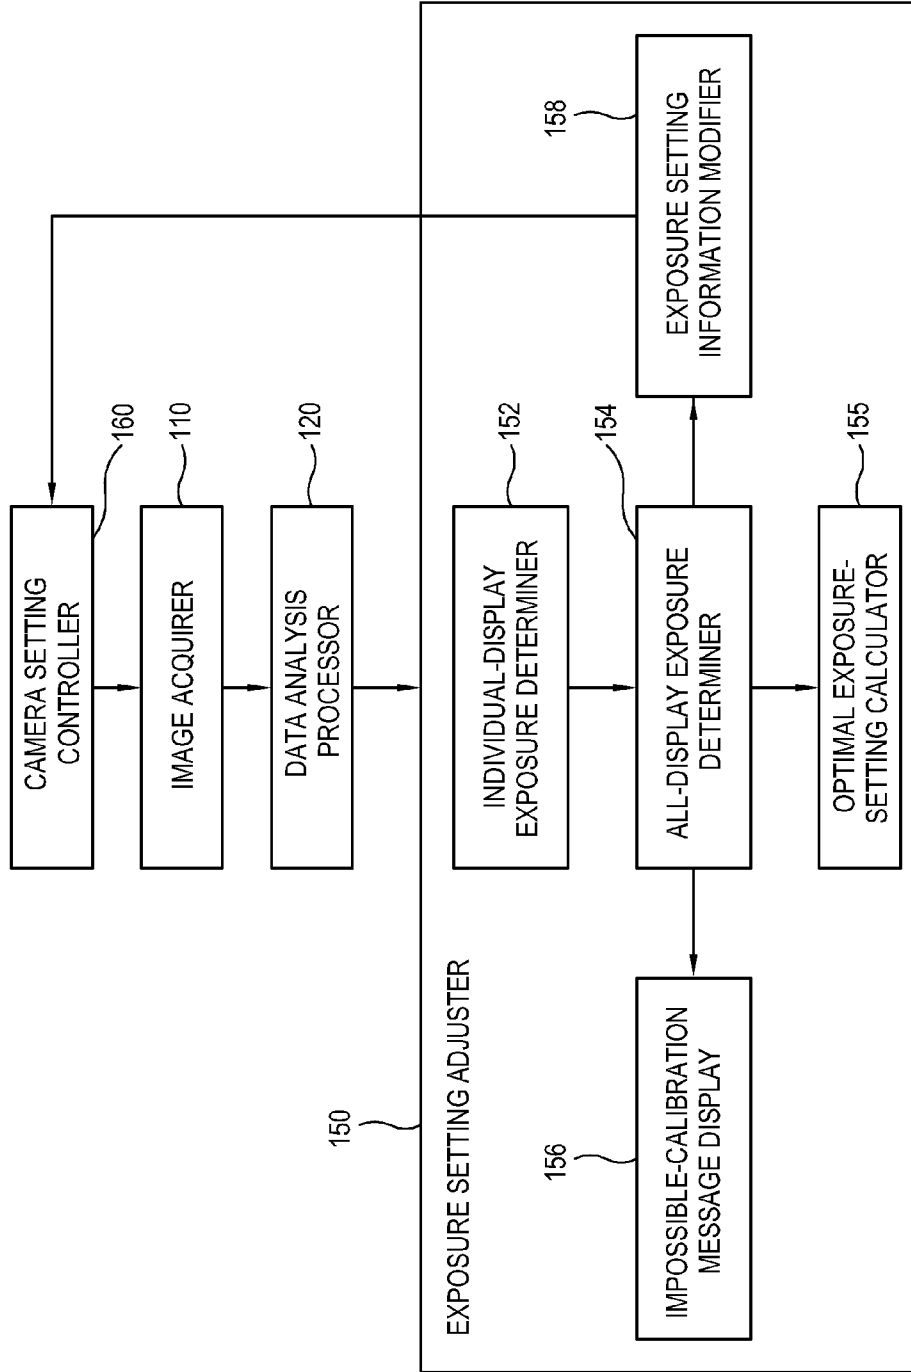 CAMERA SETTING
CONTROLLER
160
IMAGE ACQUIRER
110
DATA ANALYSIS
PROCESSOR
120
150
EXPOSURE SETTING ADJUSTER
INDIVIDUAL-DISPLAY
EXPOSURE DETERMINER
152
156
IMPOSSIBLE-CALIBRATION
MESSAGE DISPLAY
ALL-DISPLAY EXPOSURE
DETERMINER
154
158
EXPOSURE SETTING
INFORMATION MODIFIER
OPTIMAL EXPOSURE-
SETTING CALCULATOR
155